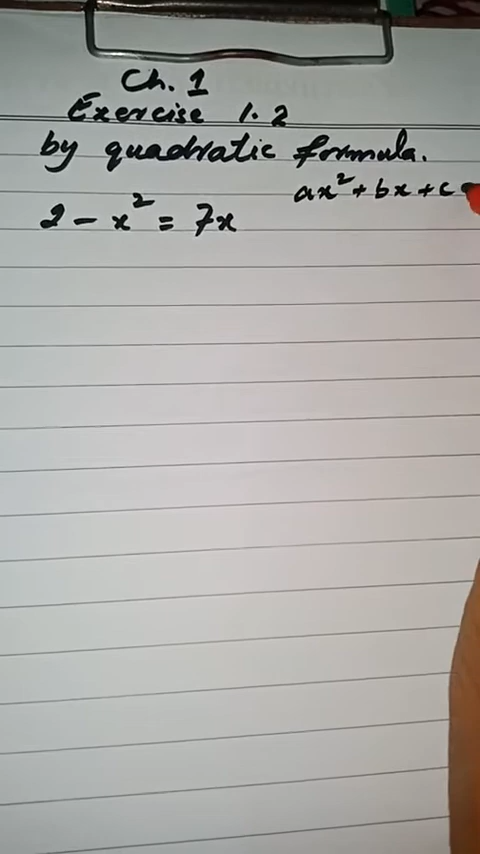 Ch. 1
Exercise 1.2
by quadratic formula.
ax² + bx + c
2 - x² = 7x